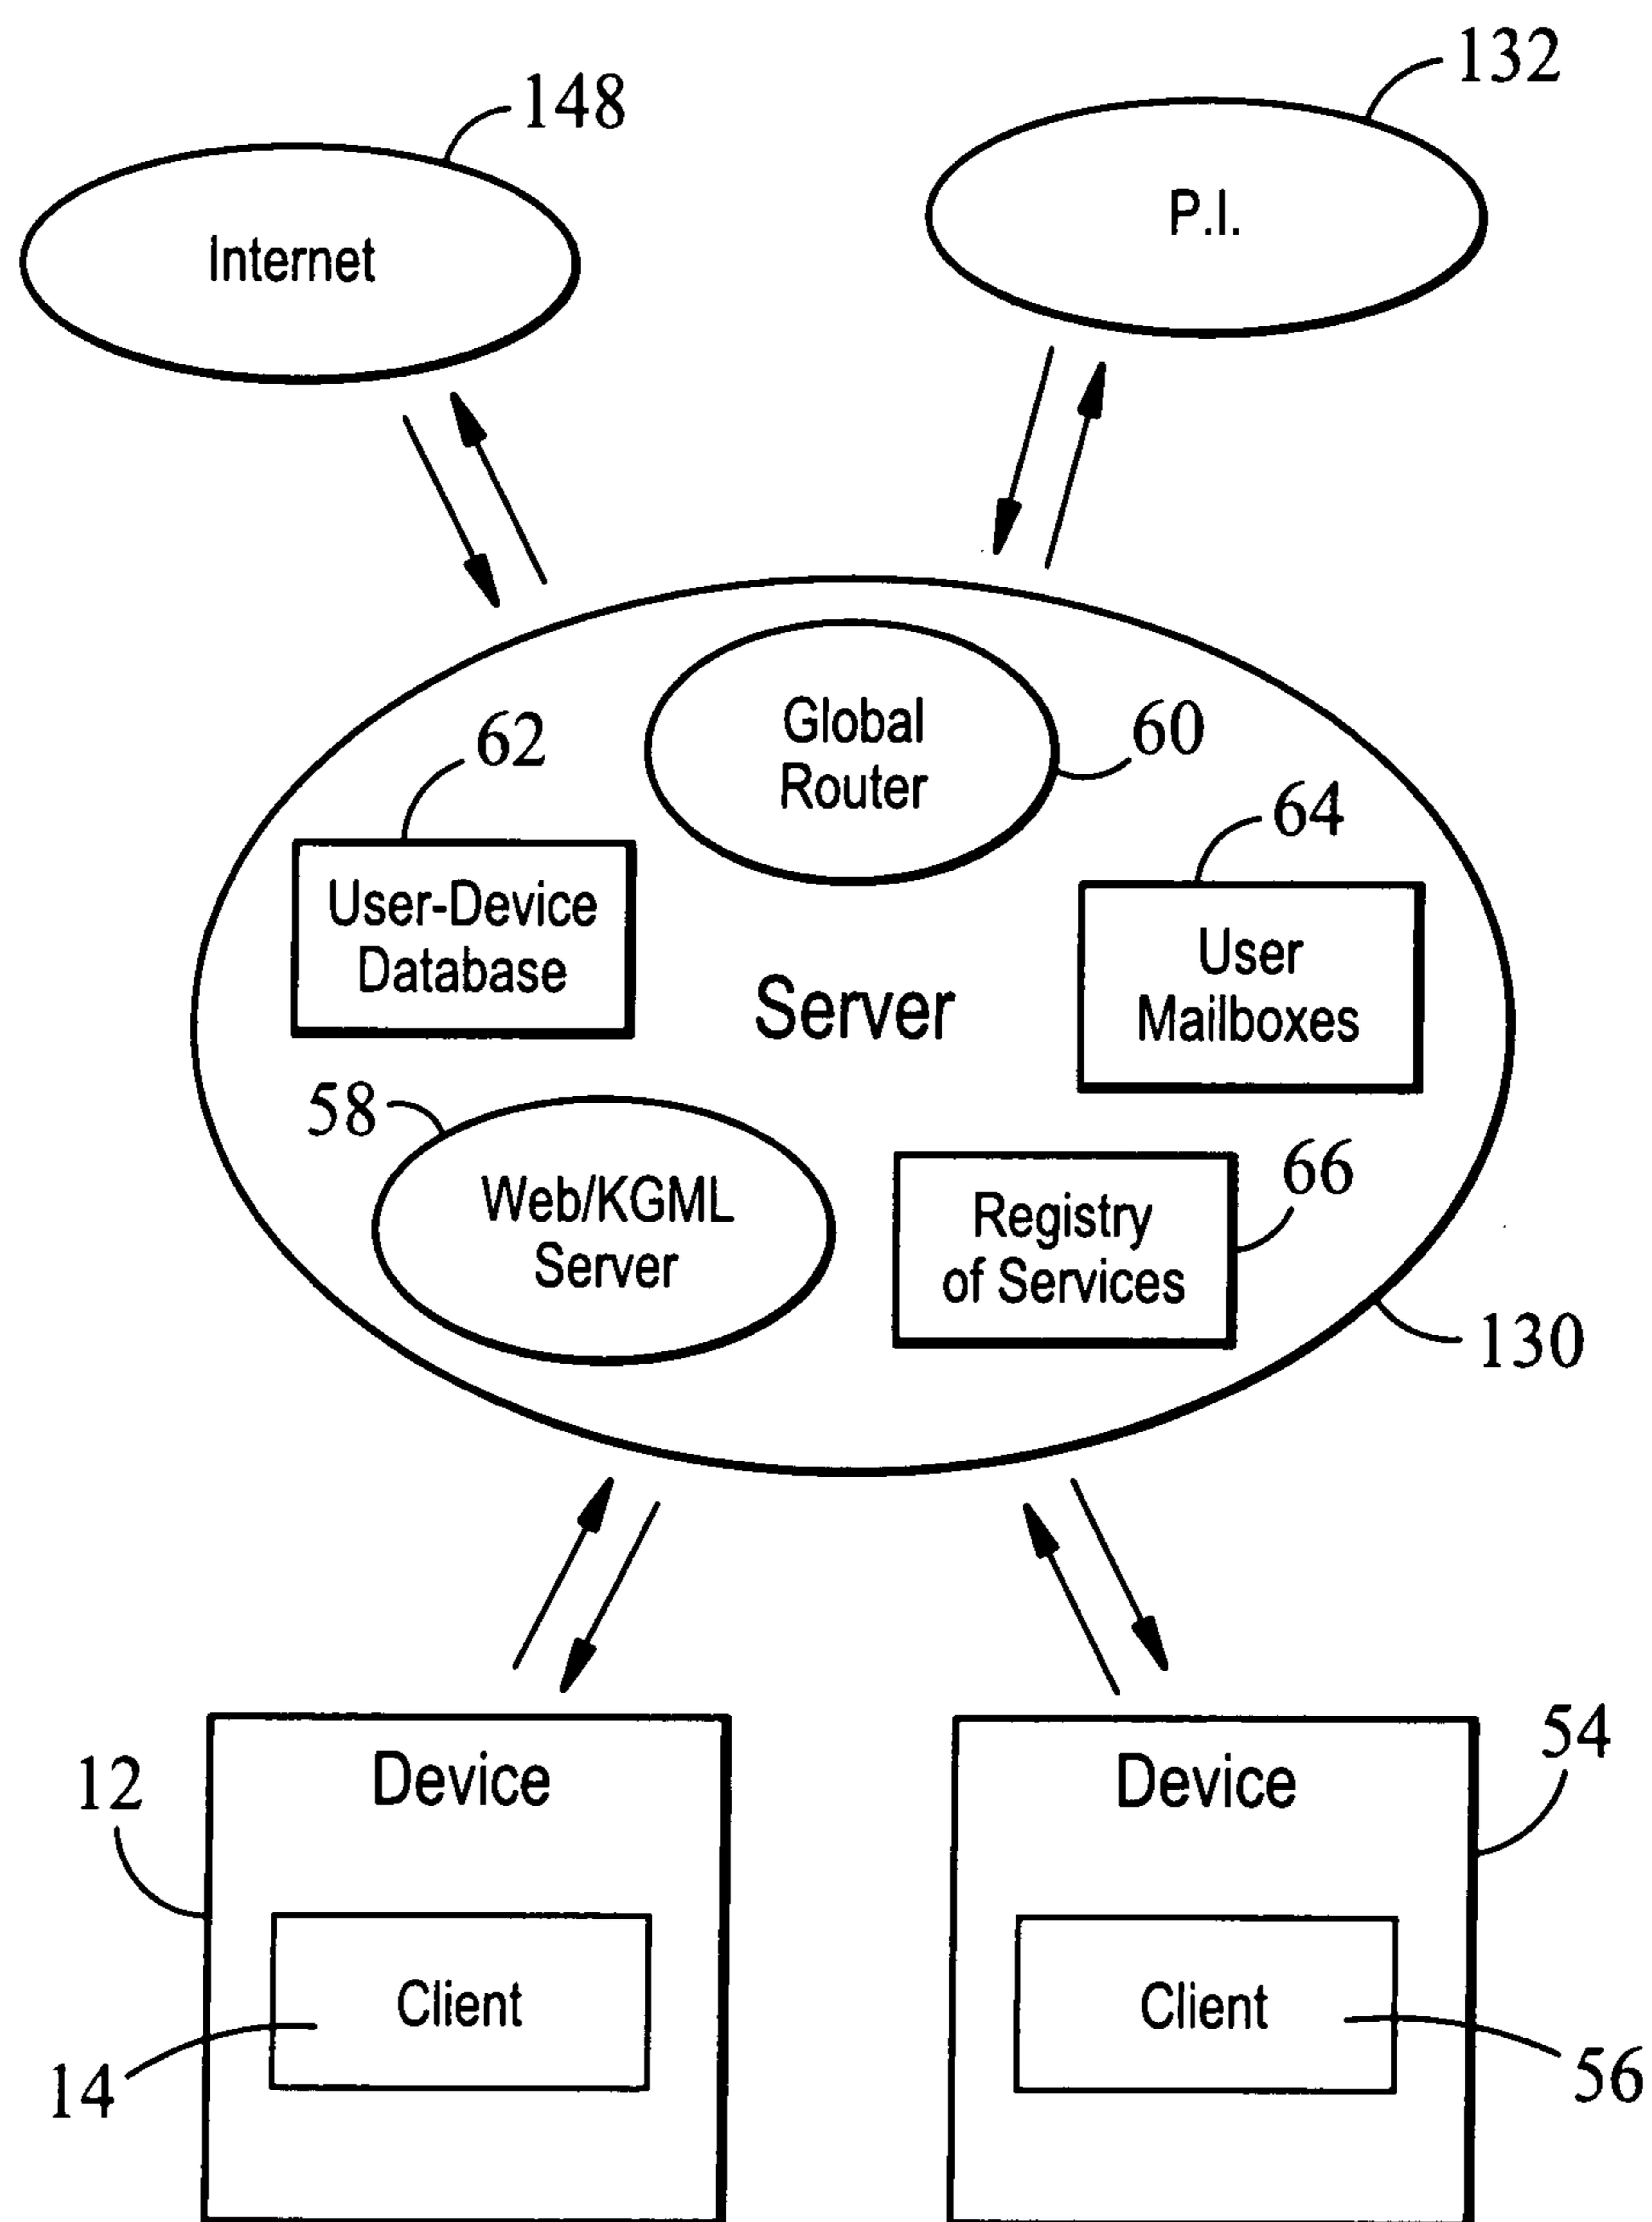 132
148
P.I.
Internet
Global
Router
60
62
64
User-Device
Database
User
Mailboxes
Server
58
66
Web/KGML
Server
Registry
of Services
130
54
12
Device
Device
Client
Client
14
56